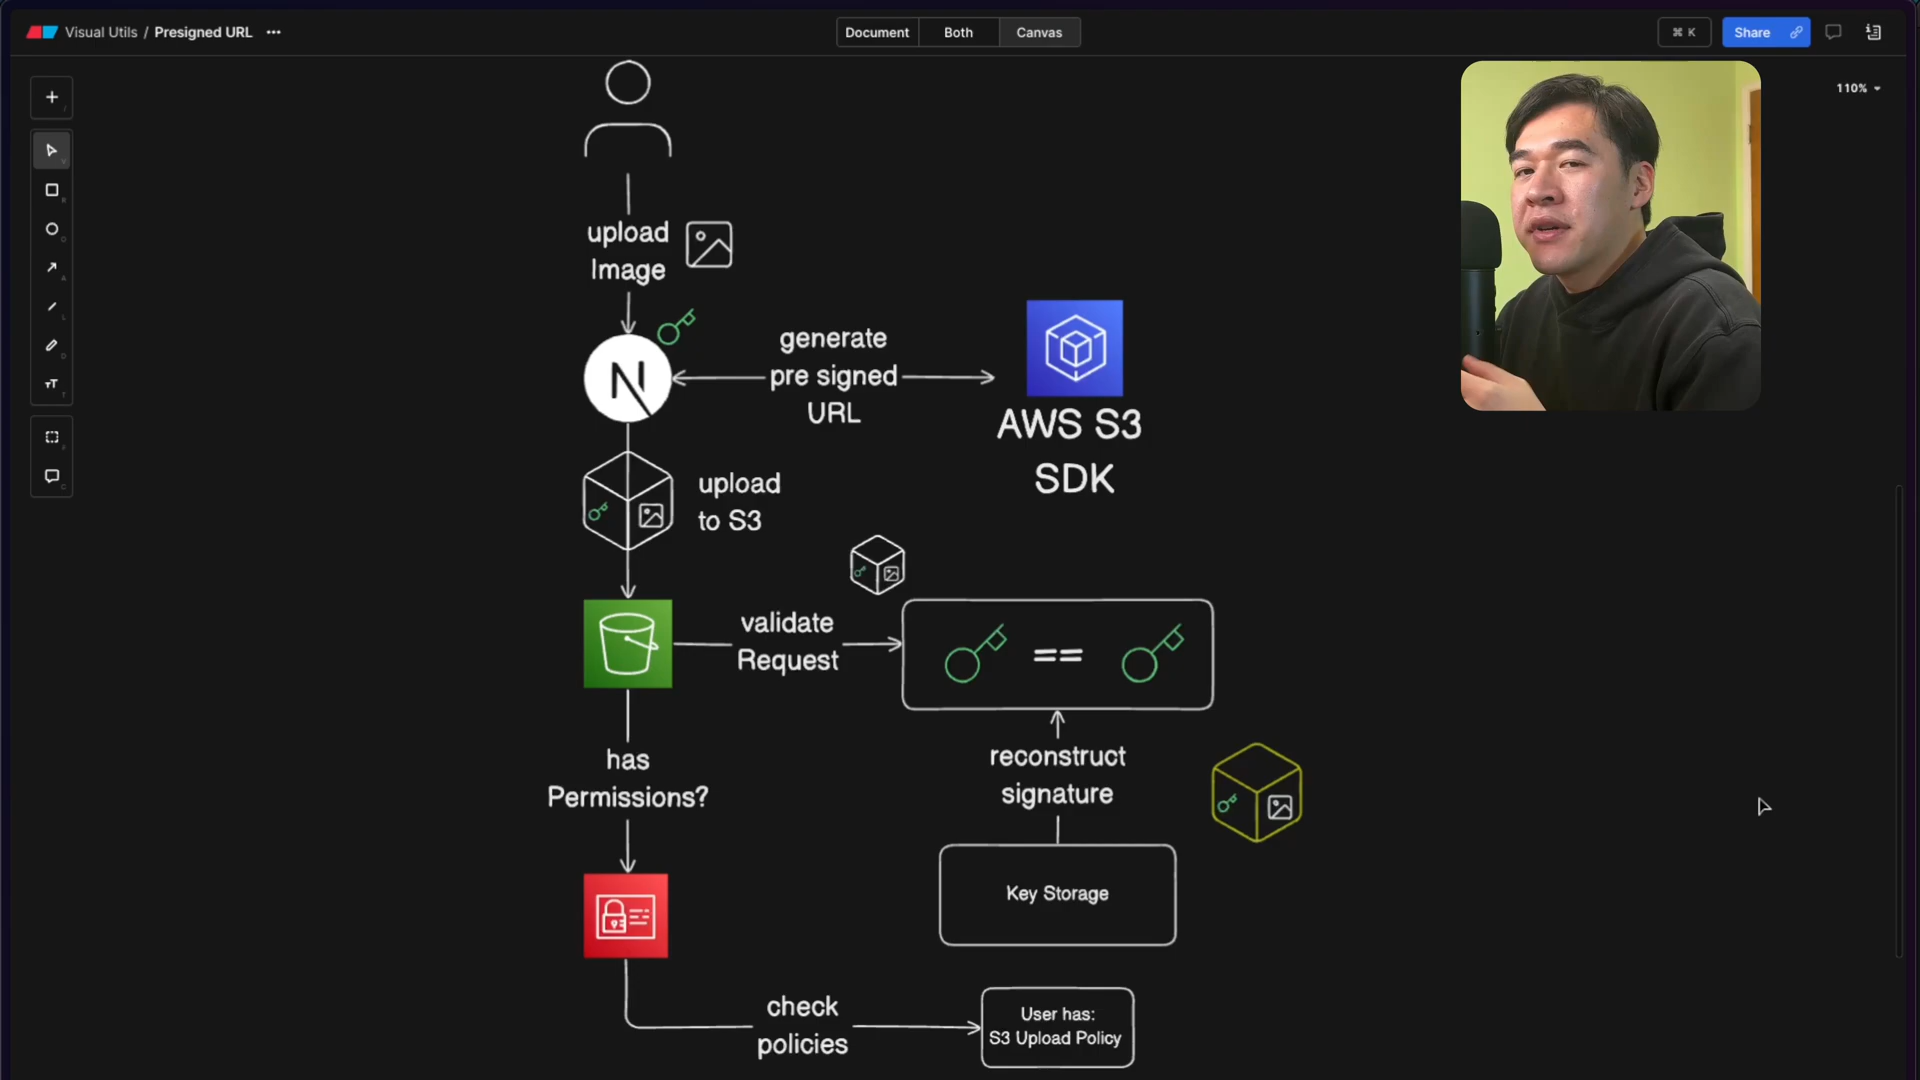 Visual Utils / Presigned URL •••
Document
Both
Canvas
⌘ K
Share
110%
upload
Image
generate
pre signed
URL
AWS S3
SDK
upload
to S3
validate
Request
==
has
Permissions?
reconstruct
signature
Key Storage
check
policies
User has:
S3 Upload Policy